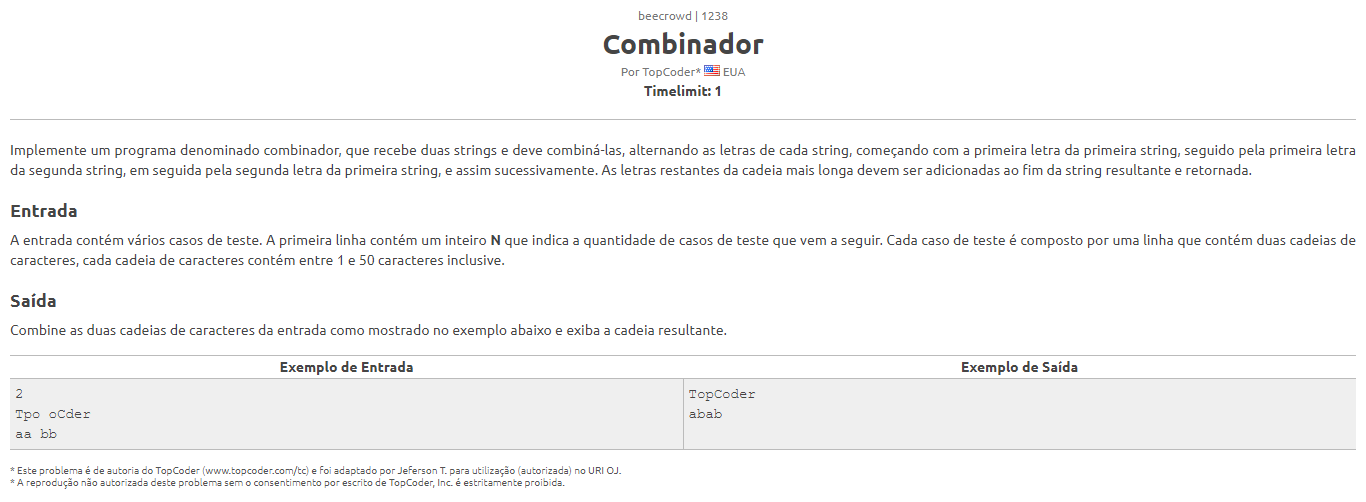 beecrowd | 1238
Combinador
Por TopCoder* EUA
Timelimit: 1
Implemente um programa denominado combinador, que recebe duas strings e deve combiná-las, alternando as letras de cada string, começando com a primeira letra da primeira string, seguido pela primeira letra
da segunda string, em seguida pela segunda letra da primeira string, e assim sucessivamente. As letras restantes da cadeia mais longa devem ser adicionadas ao fim da string resultante e retornada.
Entrada
A entrada contém vários casos de teste. A primeira linha contém um inteiro N que indica a quantidade de casos de teste que vem a seguir. Cada caso de teste é composto por uma linha que contém duas cadeias de
caracteres, cada cadeia de caracteres contém entre 1 e 50 caracteres inclusive.
Saída
Combine as duas cadeias de caracteres da entrada como mostrado no exemplo abaixo e exiba a cadeia resultante.
Exemplo de Entrada
Exemplo de Saída
2
Tpo oCder
aa bb
TopCoder
abab
* Este problema é de autoria do TopCoder (www.topcoder.com/tc) e foi adaptado por Jeferson T. para utilização (autorizada) no URI OJ.
* A reprodução não autorizada deste problema sem o consentimento por escrito de TopCoder, Inc. é estritamente proibida.